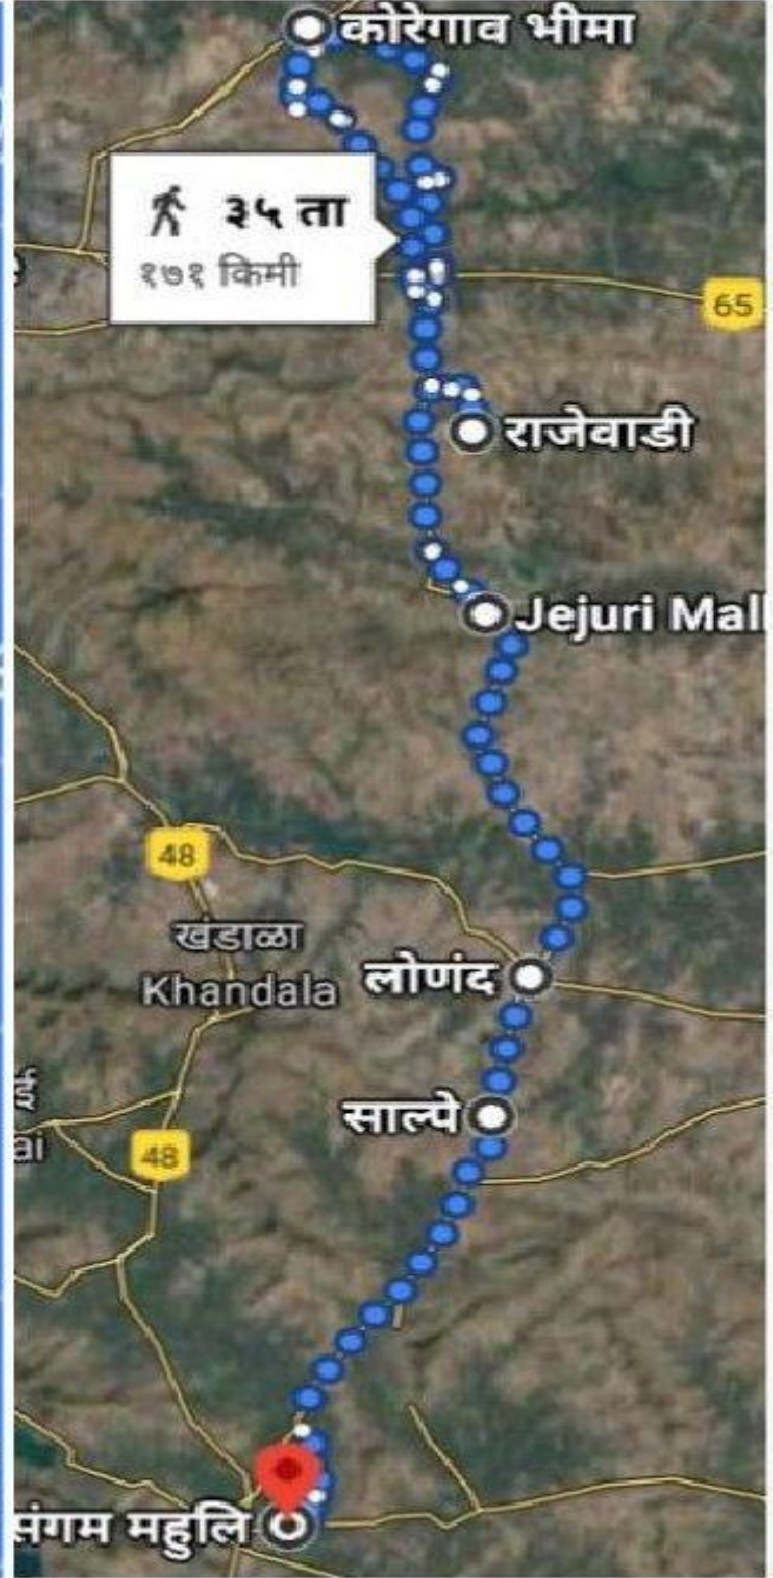 कोरेगाव भीमा
३५ ता
१७१ किमी
65
राजेवाडी
Jejuri Mall
48
खंडाळा
Khandala
लोणंद
साल्पे
48
संगम महुलि